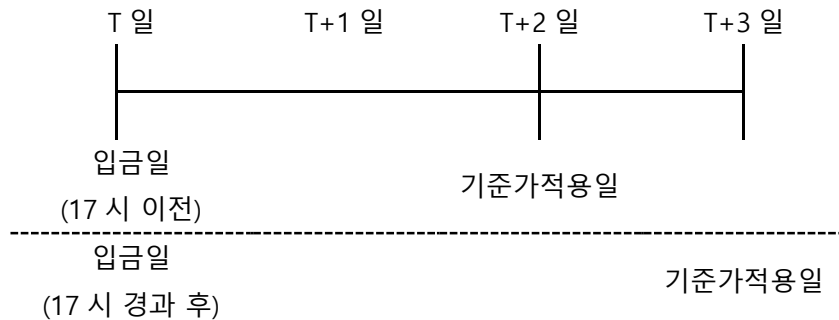 T 일 T+1 일 T+2 일 T+3 일
입금일
(17 시 이전)
기준가적용일
입금일
(17 시 경과 후)
기준가적용일